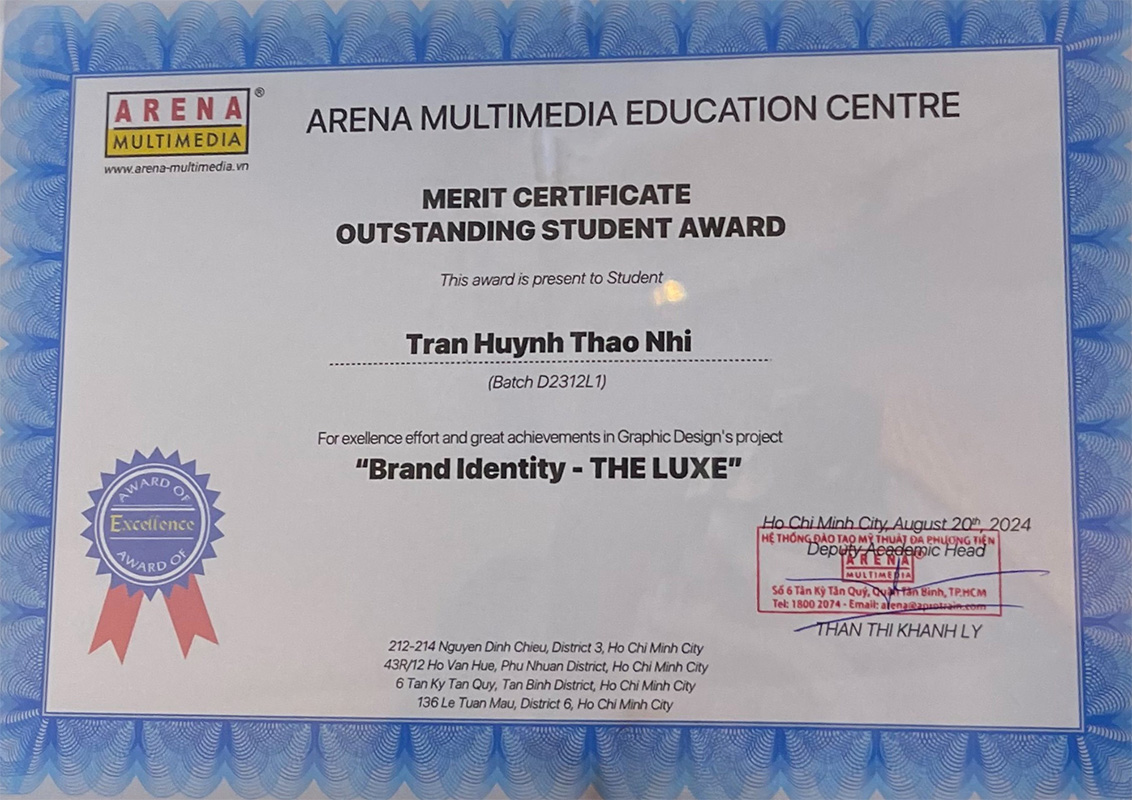 ARENA ®
MULTIMEDIA
www.arena-multimedia.vn
ARENA MULTIMEDIA EDUCATION CENTRE
MERIT CERTIFICATE
OUTSTANDING STUDENT AWARD
This award is present to Student
Tran Huynh Thao Nhi
(Batch D2312L1)
For exellence effort and great achievements in Graphic Design's project
“Brand Identity - THE LUXE”
AWARD OF
Excellence
AWARD OF
Ho Chi Minh City, August 20th, 2024
HỆ THỐNG ĐÀO TẠO MỸ THUẬT ĐA PHƯƠNG TIỆN
Deputy Academic Head
ARENA
MULTIMEDIA
Số 6 Tân Kỳ Tân Quý, Quận Tân Bình, TP.HCM
Tel: 1800 2074 - Email: arena@aprotrain.com
THAN THI KHANH LY
212-214 Nguyen Dinh Chieu, District 3, Ho Chi Minh City
43R/12 Ho Van Hue, Phu Nhuan District, Ho Chi Minh City
6 Tan Ky Tan Quy, Tan Binh District, Ho Chi Minh City
136 Le Tuan Mau, District 6, Ho Chi Minh City